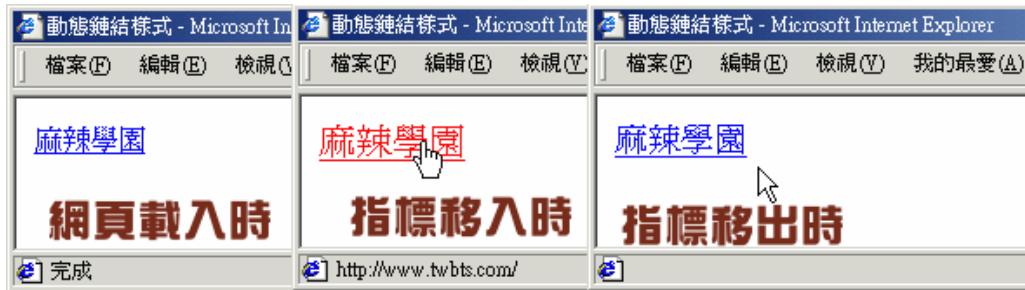 動態鏈結樣式 - Microsoft In
檔案(F) 編輯(E) 檢視(V
麻辣學園
網頁載入時
完成
動態鏈結樣式 - Microsoft Inte
檔案(F) 編輯(E) 檢視(V)
麻辣學園
指標移入時
http://www.twbts.com/
動態鏈結樣式 - Microsoft Internet Explorer
檔案(F) 編輯(E) 檢視(V) 我的最愛(A)
麻辣學園
指標移出時